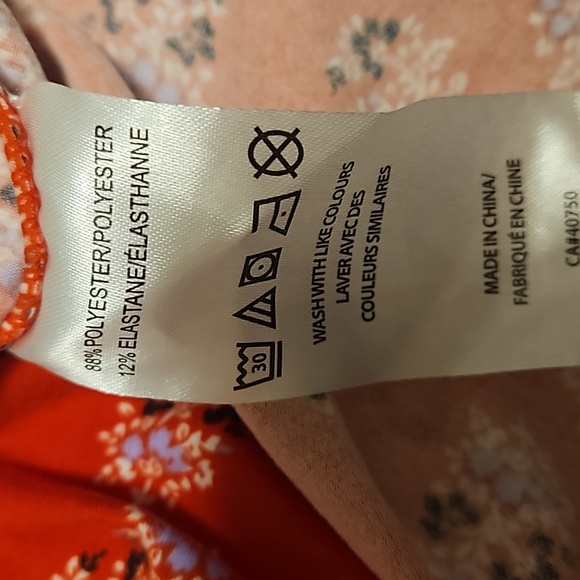 88% POLYESTER/POLYESTER
12% ELASTANE/ÉLASTHANNE
30
WASH WITH LIKE COLOURS
LAVER AVEC DES
COULEURS SIMILAIRES
MADE IN CHINA/
FABRIQUÉ EN CHINE
CA#40750